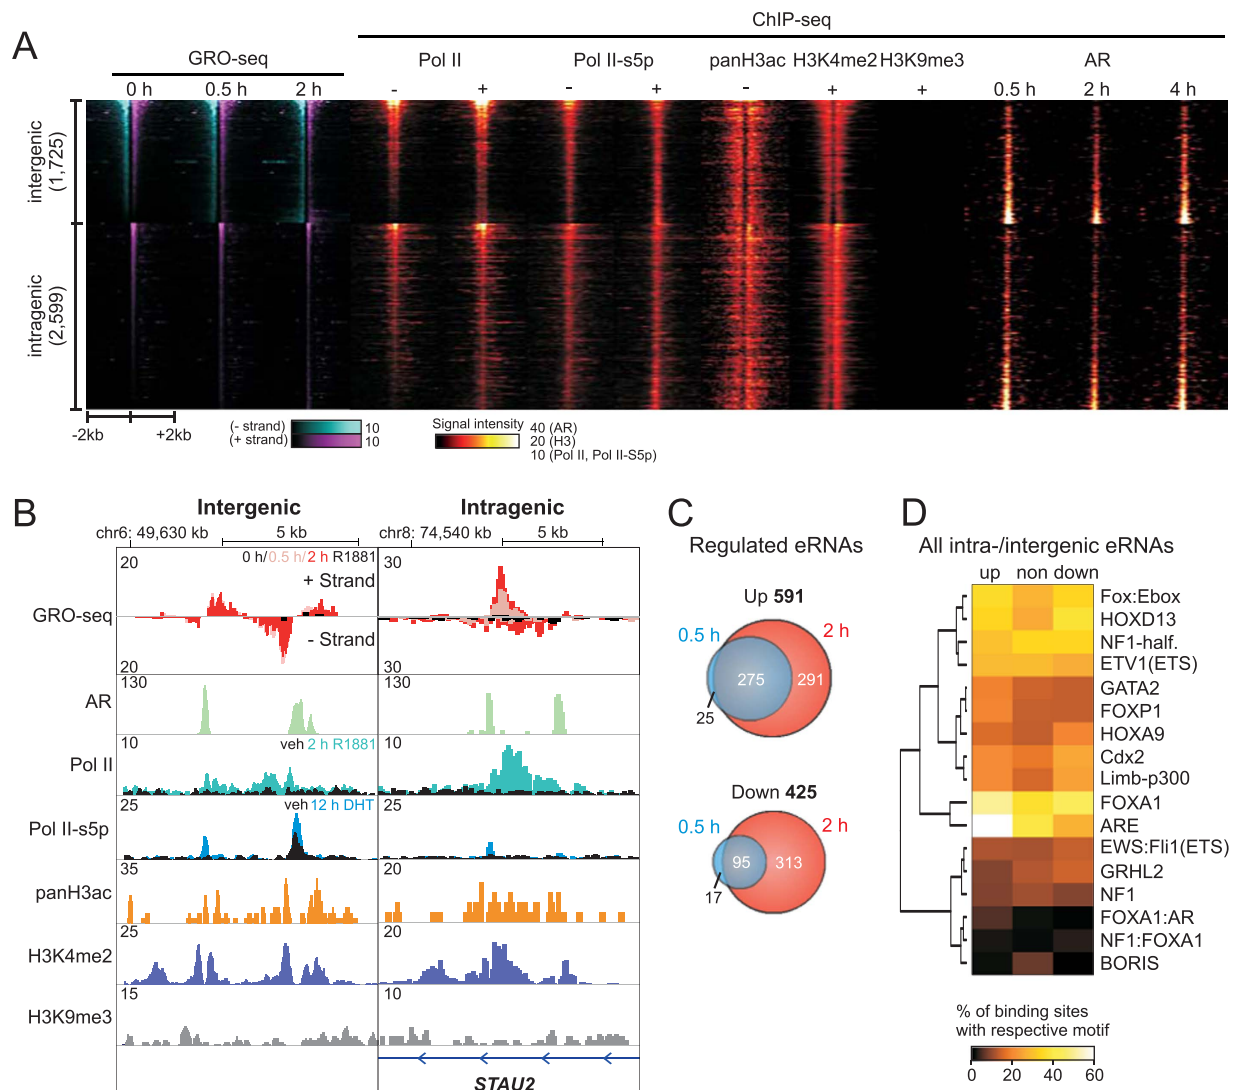 A
ChIP-seq
GRO-seq
Pol II
Pol II-s5p
panH3ac
H3K4me2
H3K9me3
AR
0 h
0.5 h
2 h
-
+
-
+
-
+
+
0.5 h
2 h
4 h
intergenic
(1,725)
intragenic
(2,599)
-2kb
+2kb
(- strand)
10
(+ strand)
10
Signal intensity
40 (AR)
20 (H3)
10 (Pol II, Pol II-S5p)
B
Intergenic
Intragenic
chr6: 49,630 kb
5 kb
chr8: 74,540 kb
5 kb
20
0 h/0.5 h/2 h R1881
30
+ Strand
GRO-seq
- Strand
20
30
130
130
AR
10
veh 2 h R1881
10
Pol II
25
veh 12 h DHT
25
Pol II-s5p
35
20
panH3ac
25
20
H3K4me2
15
10
H3K9me3
STAU2
C
Regulated eRNAs
Up 591
0.5 h
2 h
275
291
25
Down 425
0.5 h
2 h
95
313
17
D
All intra-/intergenic eRNAs
up
non
down
Fox:Ebox
HOXD13
NF1-half.
ETV1(ETS)
GATA2
FOXP1
HOXA9
Cdx2
Limb-p300
FOXA1
ARE
EWS:Fli1(ETS)
GRHL2
NF1
FOXA1:AR
NF1:FOXA1
BORIS
% of binding sites
with respective motif
0
20
40
60